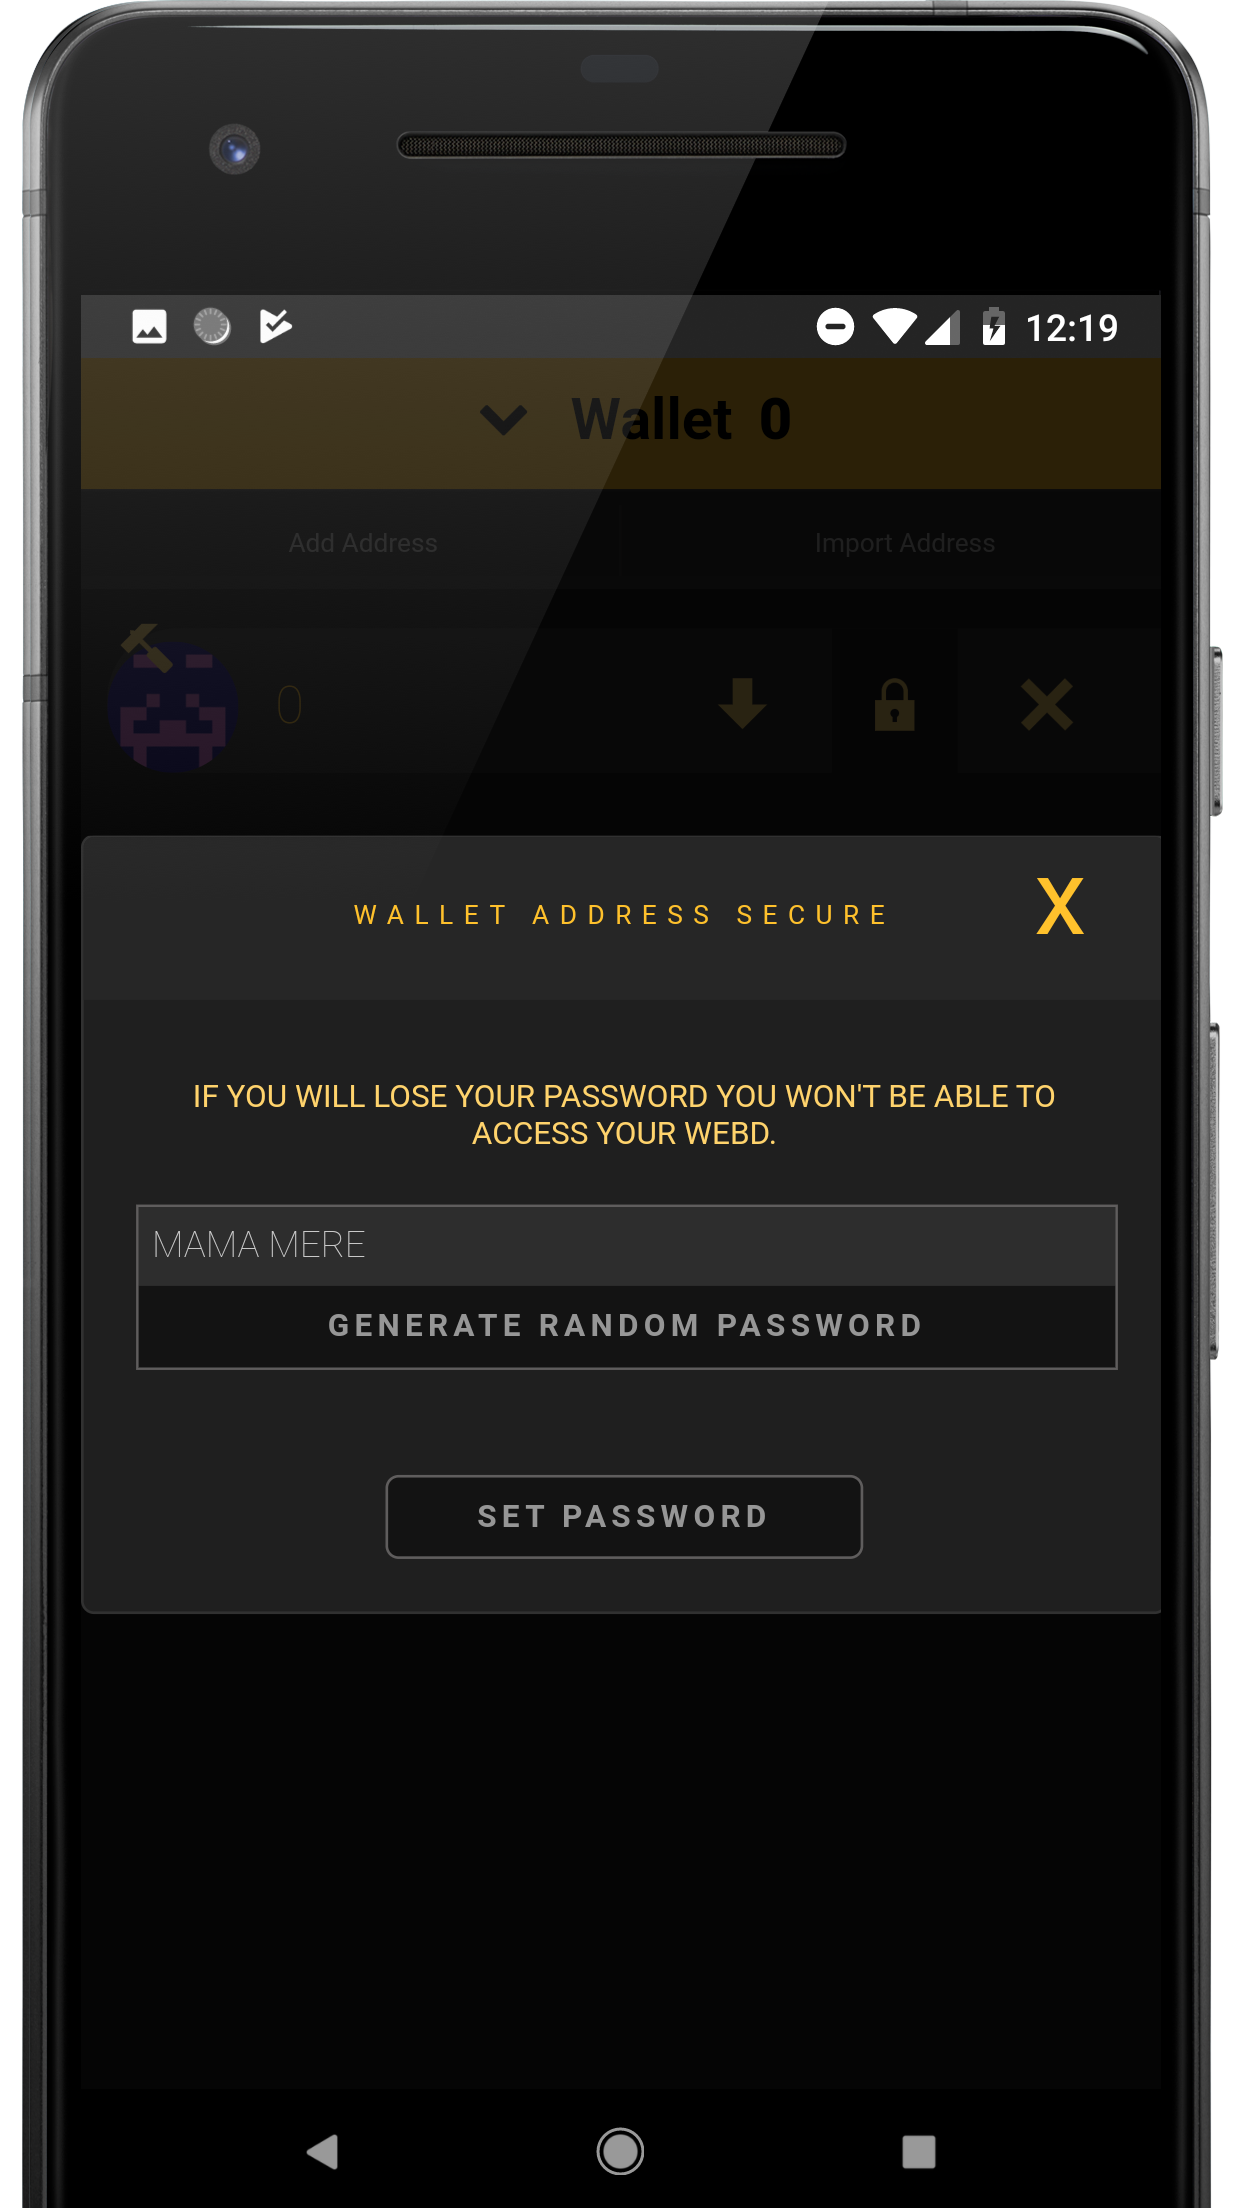 12:19
Wallet 0
Add Address
Import Address
0
WALLET ADDRESS SECURE
X
IF YOU WILL LOSE YOUR PASSWORD YOU WON'T BE ABLE TO
ACCESS YOUR WEBD.
MAMA MERE
GENERATE RANDOM PASSWORD
SET PASSWORD